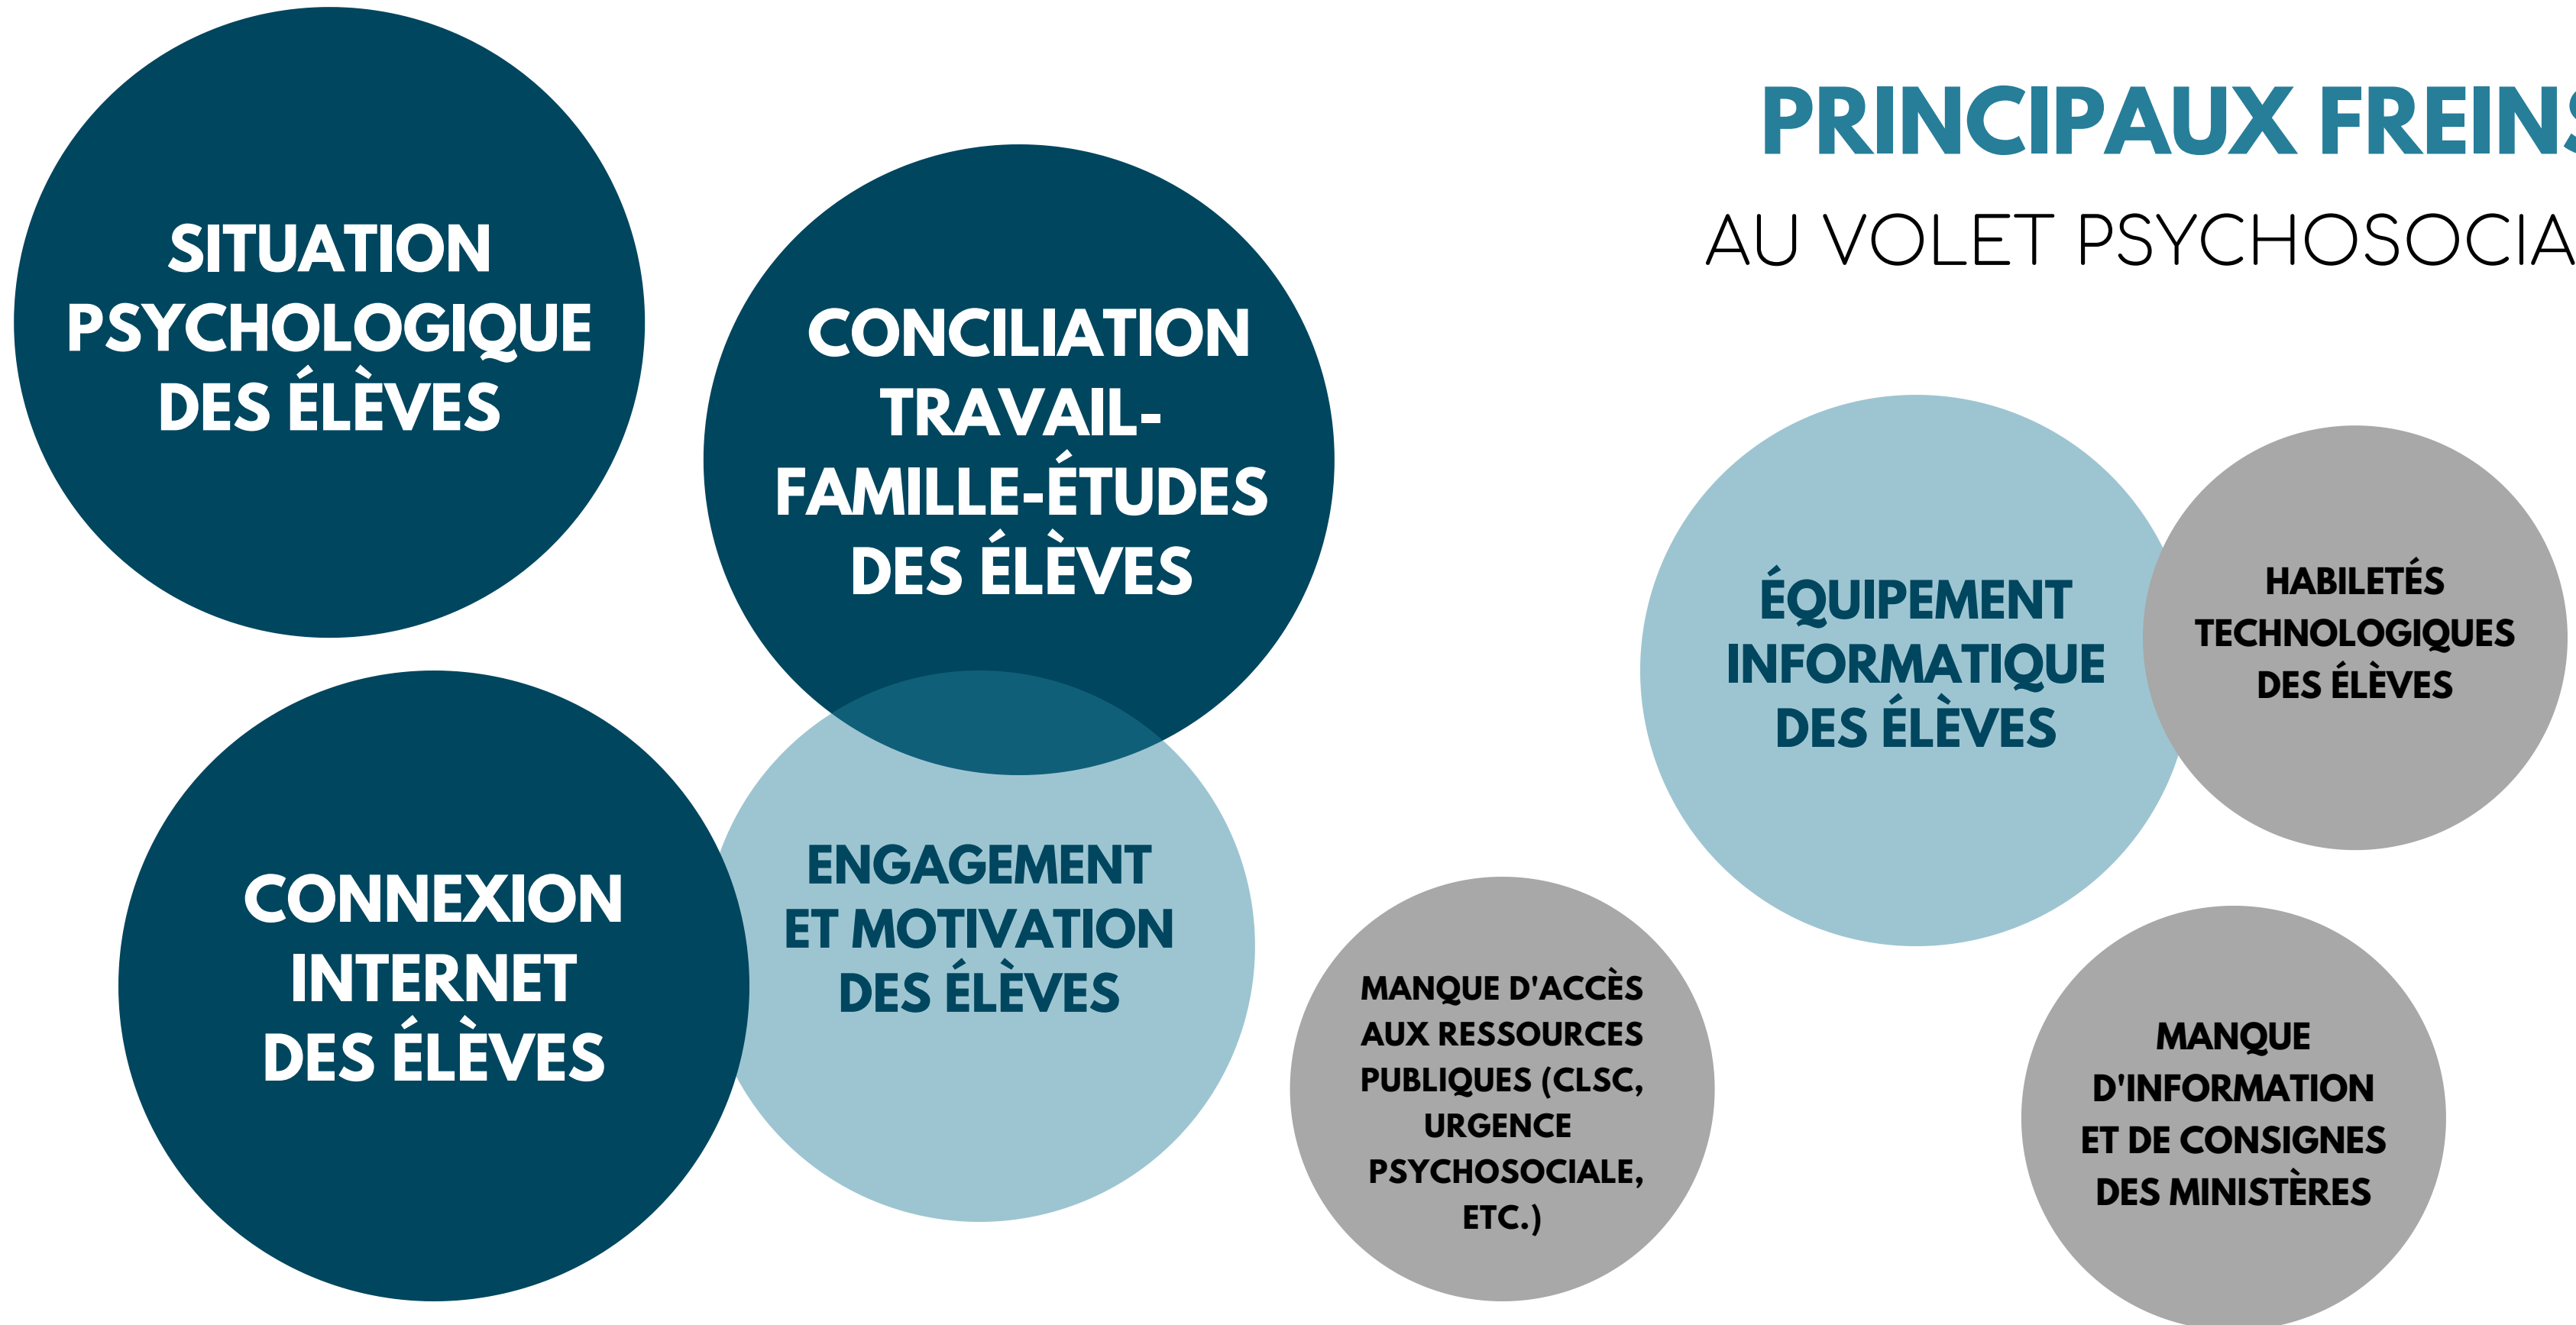 PRINCIPAUX FREINS
AU VOLET PSYCHOSOCIA
SITUATION
PSYCHOLOGIQUE
DES ÉLÈVES
CONCILIATION
TRAVAIL-
FAMILLE-ÉTUDES
DES ÉLÈVES
ÉQUIPEMENT
INFORMATIQUE
DES ÉLÈVES
HABILETÉS
TECHNOLOGIQUES
DES ÉLÈVES
CONNEXION
INTERNET
DES ÉLÈVES
ENGAGEMENT
ET MOTIVATION
DES ÉLÈVES
MANQUE D'ACCÈS
AUX RESSOURCES
PUBLIQUES (CLSC,
URGENCE
PSYCHOSOCIALE,
ETC.)
MANQUE
D'INFORMATION
ET DE CONSIGNES
DES MINISTÈRES